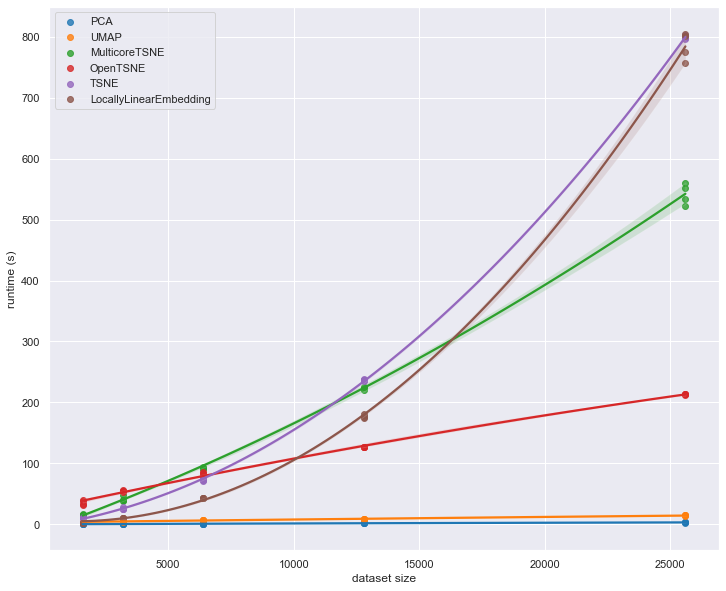 PCA
UMAP
MulticoreTSNE
OpenTSNE
TSNE
LocallyLinearEmbedding
800
700
600
500
400
300
200
100
0
runtime (s)
5000
10000
15000
20000
25000
dataset size